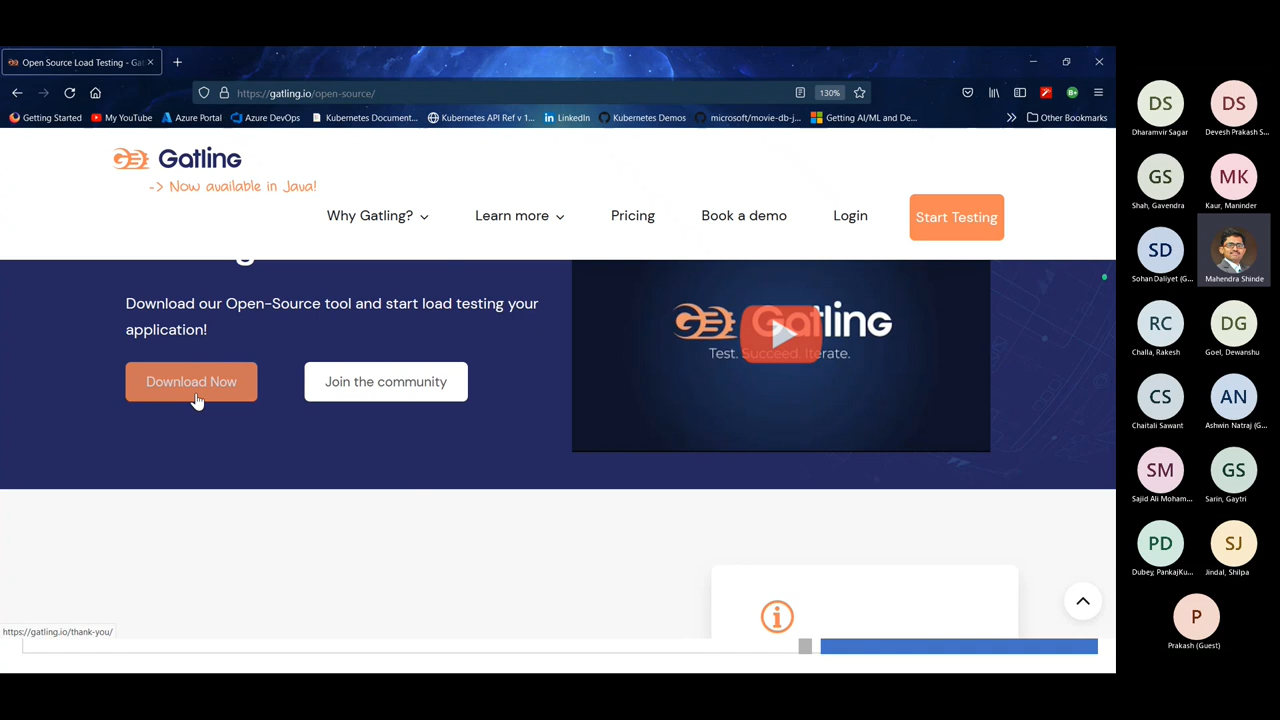 Open Source Load Testing - Ga
https://gatling.io/open-source/
130%
Getting Started
My YouTube
Azure Portal
Azure DevOps
Kubernetes Document...
Kubernetes API Ref v 1...
LinkedIn
Kubernetes Demos
microsoft/movie-db-j...
Getting AI/ML and De...
Other Bookmarks
Gatling
-> Now available in Java!
Why Gatling?
Learn more
Pricing
Book a demo
Login
Start Testing
Download our Open-Source tool and start load testing your
application!
Download Now
Join the community
Gatling
Test. Succeed. Iterate.
https://gatling.io/thank-you/
DS
Dharamvir Sagar
DS
Devesh Prakash S...
GS
Shah, Gavendra
MK
Kaur, Maninder
SD
Sohan Daliyet (G...
Mahendra Shinde
RC
Challa, Rakesh
DG
Goel, Dewanshu
CS
Chaitali Sawant
AN
Ashwin Natraj (G...
SM
Sajid Ali Moham...
GS
Sarin, Gaytri
PD
Dubey, PankajKu...
SJ
Jindal, Shilpa
P
Prakash (Guest)